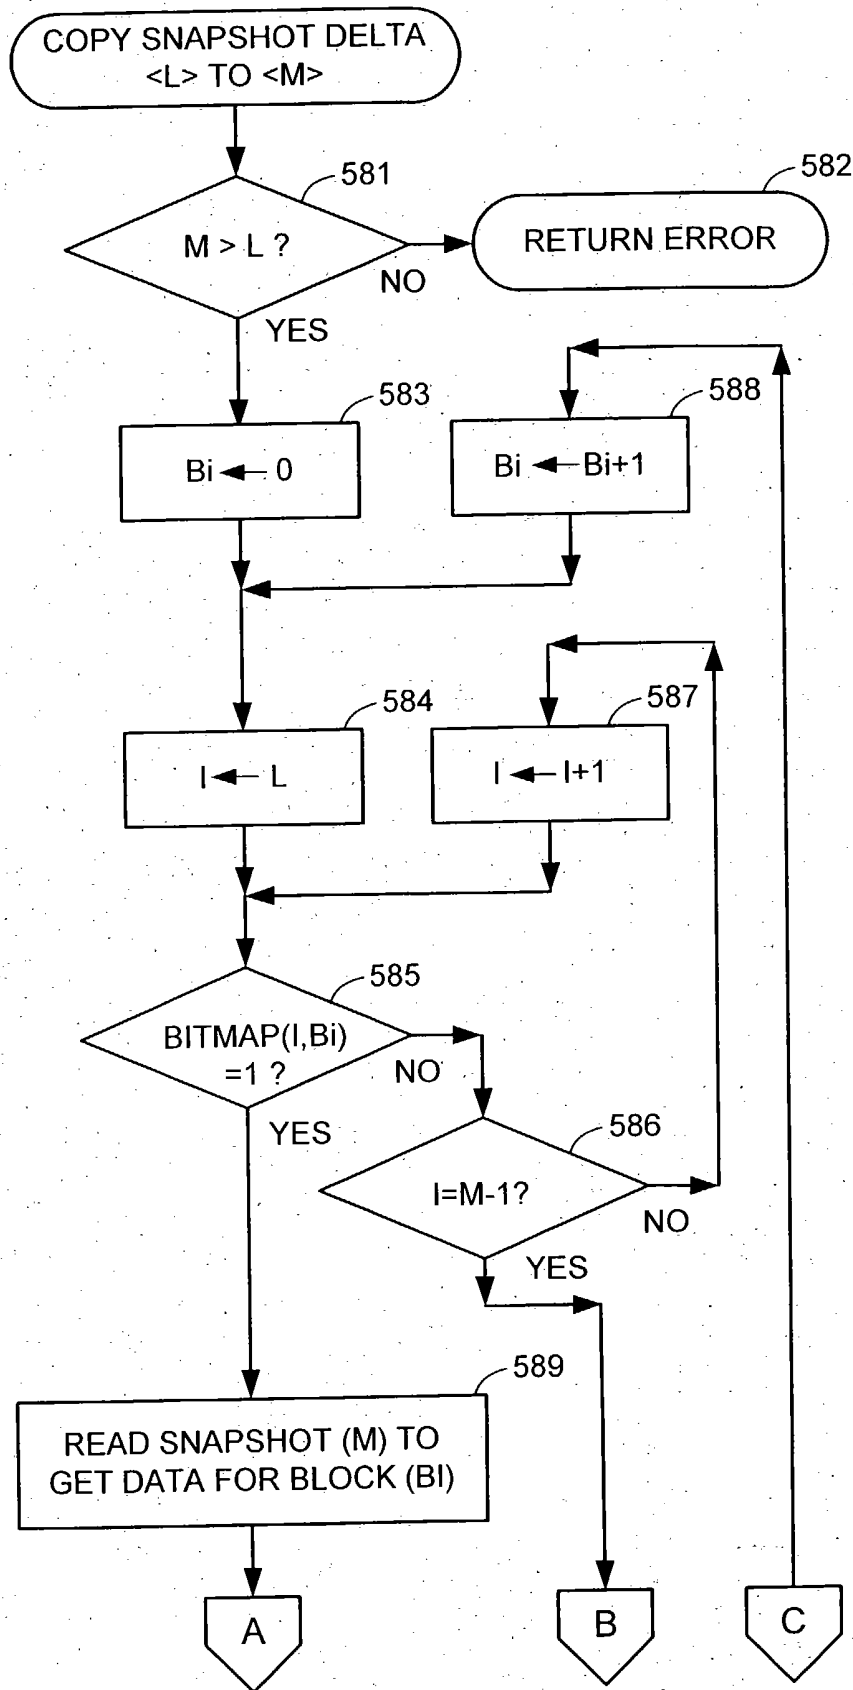 COPY SNAPSHOT DELTA
<L> TO <M>
581
M > L ?
582
RETURN ERROR
NO
YES
583
Bi ← 0
588
Bi ← Bi+1
584
I ← L
587
I ← I+1
585
BITMAP(I,Bi)
=1 ?
NO
YES
586
I=M-1?
NO
YES
589
READ SNAPSHOT (M) TO
GET DATA FOR BLOCK (BI)
A
B
C